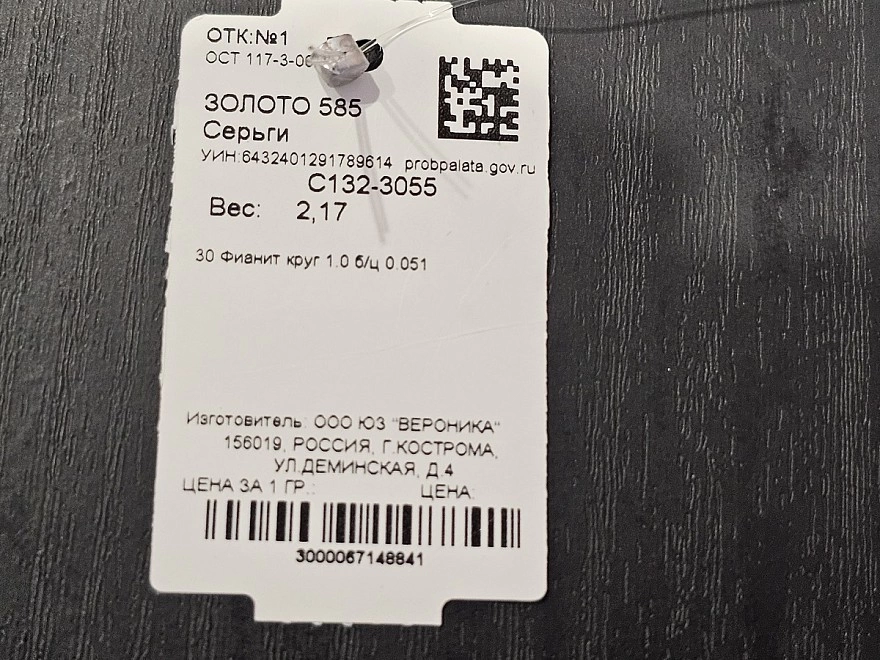 ОТК:№1
ОСТ 117-3-0
ЗОЛОТО 585
Серьги
УИН:6432401291789614 probpalata.gov.ru
С132-3055
Вес: 2,17
30 Фианит круг 1.0 б/ц 0.051
Изготовитель: ООО ЮЗ "ВЕРОНИКА"
156019, РОССИЯ, Г.КОСТРОМА,
УЛ.ДЕМИНСКАЯ, Д.4
ЦЕНА ЗА 1 ГР.: ЦЕНА:
3000067148841